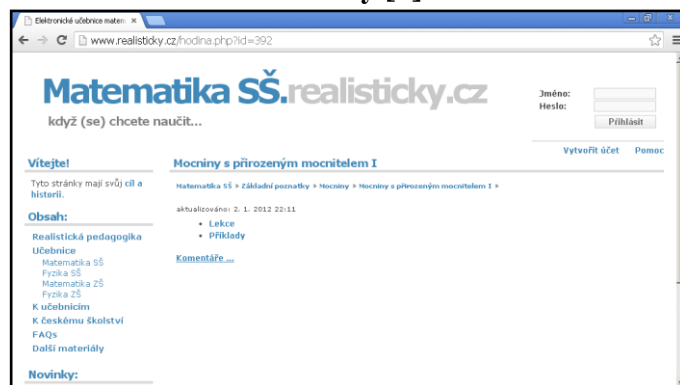 Elektronické učebnice matem
www.realisticky.cz/hodina.php?id=392
Matematika SŠ.realisticky.cz
když (se) chcete naučit...
Jméno:
Heslo:
Přihlásit
Vytvořit účet Pomoc
Vítejte!
Tyto stránky mají svůj cíl a
historii.
Obsah:
Realistická pedagogika
Učebnice
Matematika SŠ
Fyzika SŠ
Matematika ZŠ
Fyzika ZŠ
K učebnicím
K českému školství
FAQs
Další materiály
Novinky:
Mocniny s přirozeným mocnitelem I
Matematika SŠ » Základní poznatky » Mocniny » Mocniny s přirozeným mocnitelem I »
aktualizováno: 2. 1. 2012 22:11
• Lekce
• Příklady
Komentáře ...